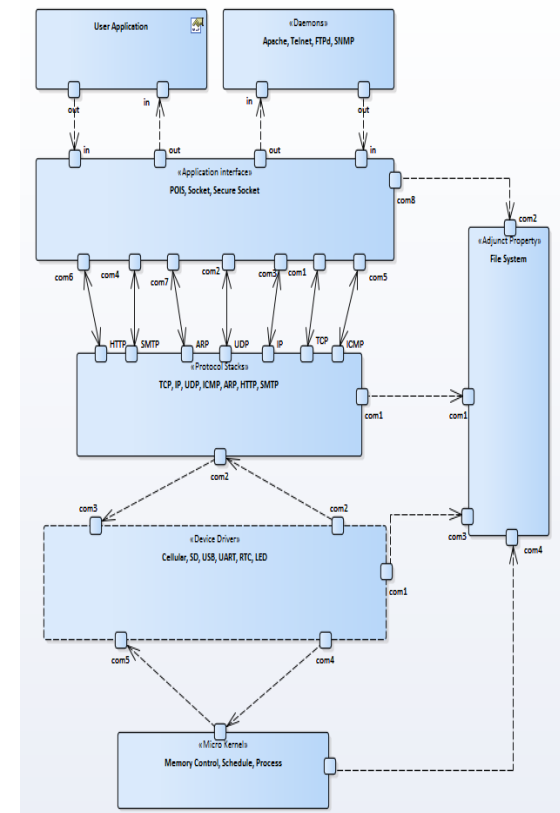 User Application
«Daemons»
Apache, Telnet, FTPd, SNMP
out
in
in
out
in
out
out
in
«Application interface»
POIS, Socket, Secure Socket
com8
com2
«Adjunct Property»
File System
com6
com4
com7
com2
com3
com1
com5
HTTP
SMTP
ARP
UDP
IP
TCP
ICMP
«Protocol Stacks»
TCP, IP, UDP, ICMP, ARP, HTTP, SMTP
com1
com1
com2
com3
com2
«Device Driver»
Cellular, SD, USB, UART, RTC, LED
com3
com4
com1
com5
com4
«Micro Kernel»
Memory Control, Schedule, Process